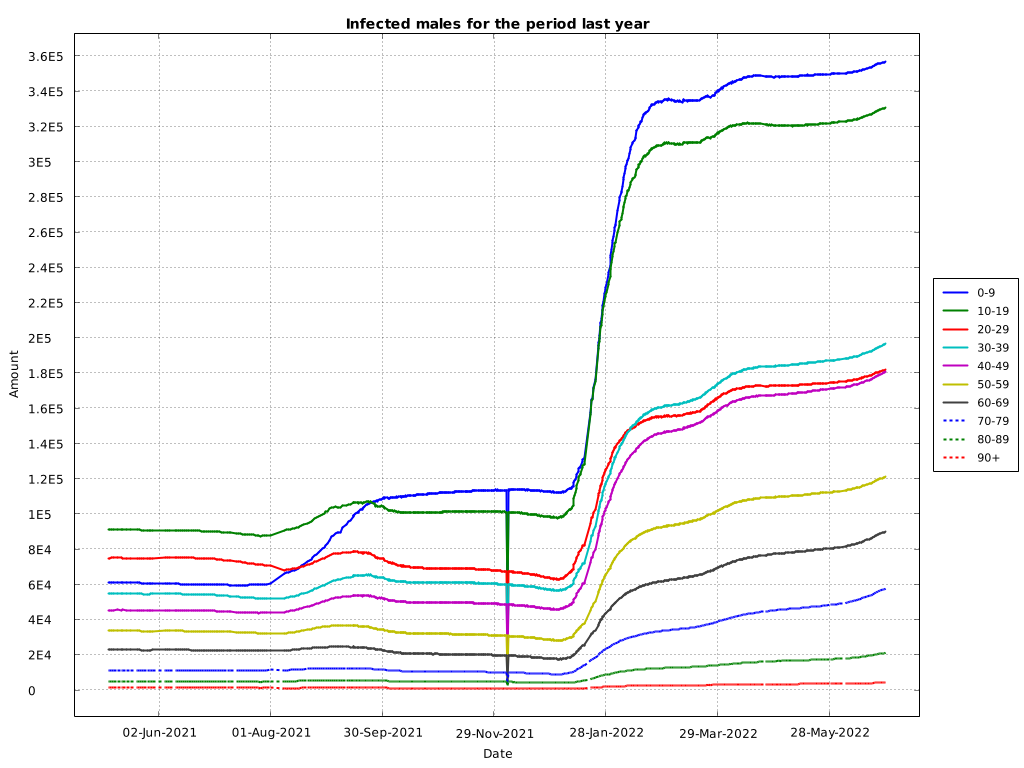 Infected males for the period last year
3.6E5
3.4E5
3.2E5
3E5
2.8E5
2.6E5
2.4E5
2.2E5
2E5
1.8E5
1.6E5
1.4E5
1.2E5
1E5
8E4
6E4
4E4
2E4
0
Amount
02-Jun-2021 01-Aug-2021 30-Sep-2021 29-Nov-2021 28-Jan-2022 29-Mar-2022 28-May-2022
Date
0-9
10-19
20-29
30-39
40-49
50-59
60-69
70-79
80-89
90+